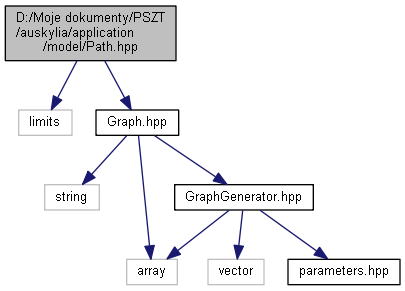 D:/Moje dokumenty/PSZT
/auskylia/application
/model/Path.hpp
limits
Graph.hpp
string
GraphGenerator.hpp
array
vector
parameters.hpp